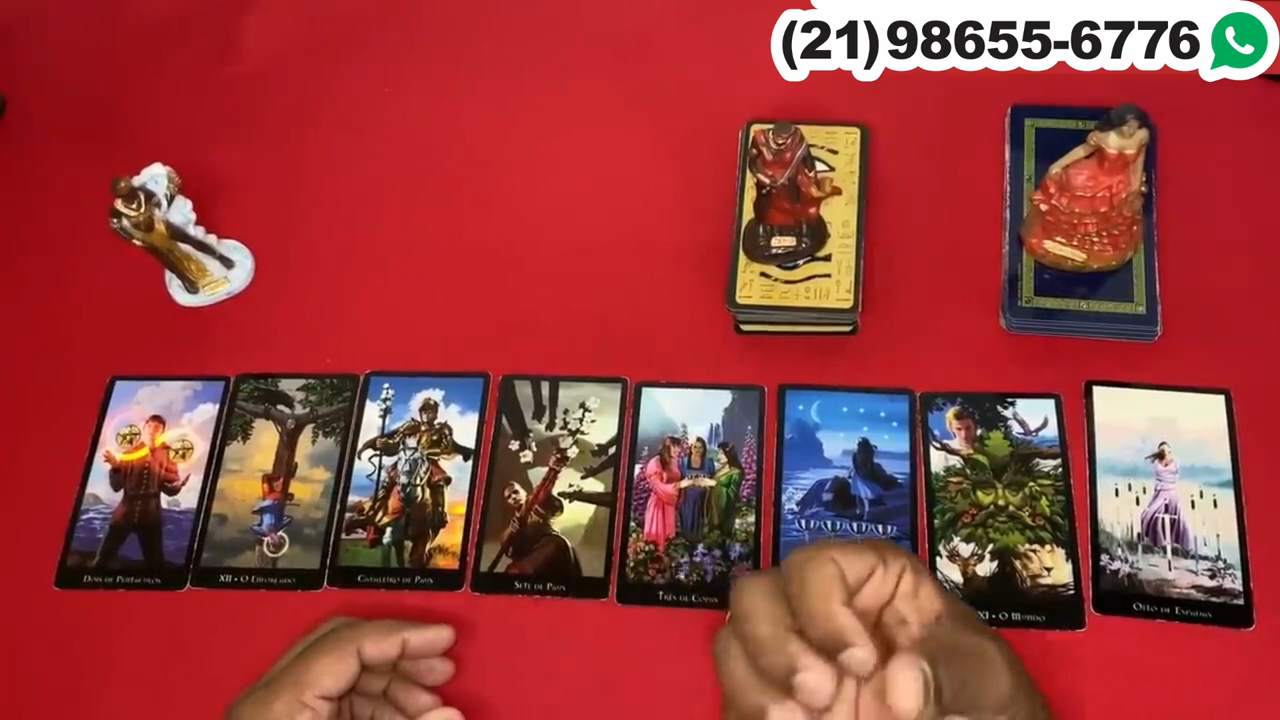 (21)98655-6776
DOIS DE PENTÁCULOS
XII • O ENFORCADO
CAVALEIRO DE PAUS
SETE DE PAUS
TRÊS DE COPAS
XI • O MUNDO
OITO DE ESPADAS